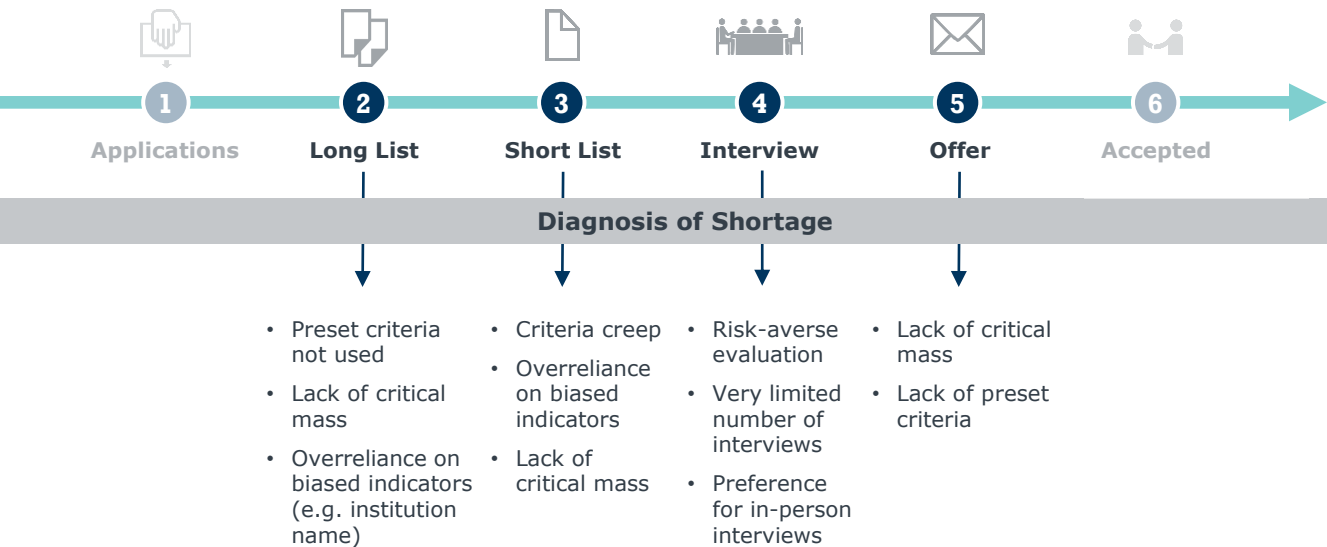 1
2
3
4
5
6
Applications
Long List
Short List
Interview
Offer
Accepted
Diagnosis of Shortage
• Preset criteria
not used
• Lack of critical
mass
• Overreliance on
biased indicators
(e.g. institution
name)
• Criteria creep
• Overreliance
on biased
indicators
• Lack of
critical mass
• Risk-averse
evaluation
• Very limited
number of
interviews
• Preference
for in-person
interviews
• Lack of critical
mass
• Lack of preset
criteria